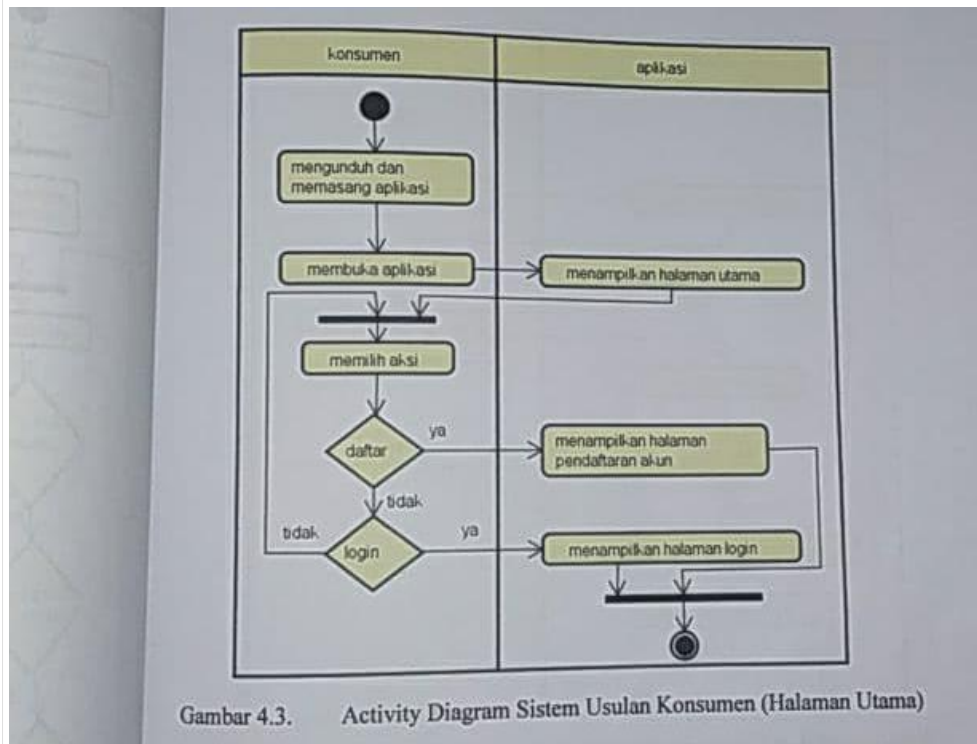 konsumen
aplikasi
mengunduh dan
memasang aplikasi
membuka aplikasi
menampilkan halaman utama
memilih aksi
daftar
ya
menampilkan halaman
pendaftaran akun
tidak
tidak
login
ya
menampilkan halaman login
Gambar 4.3. Activity Diagram Sistem Usulan Konsumen (Halaman Utama)